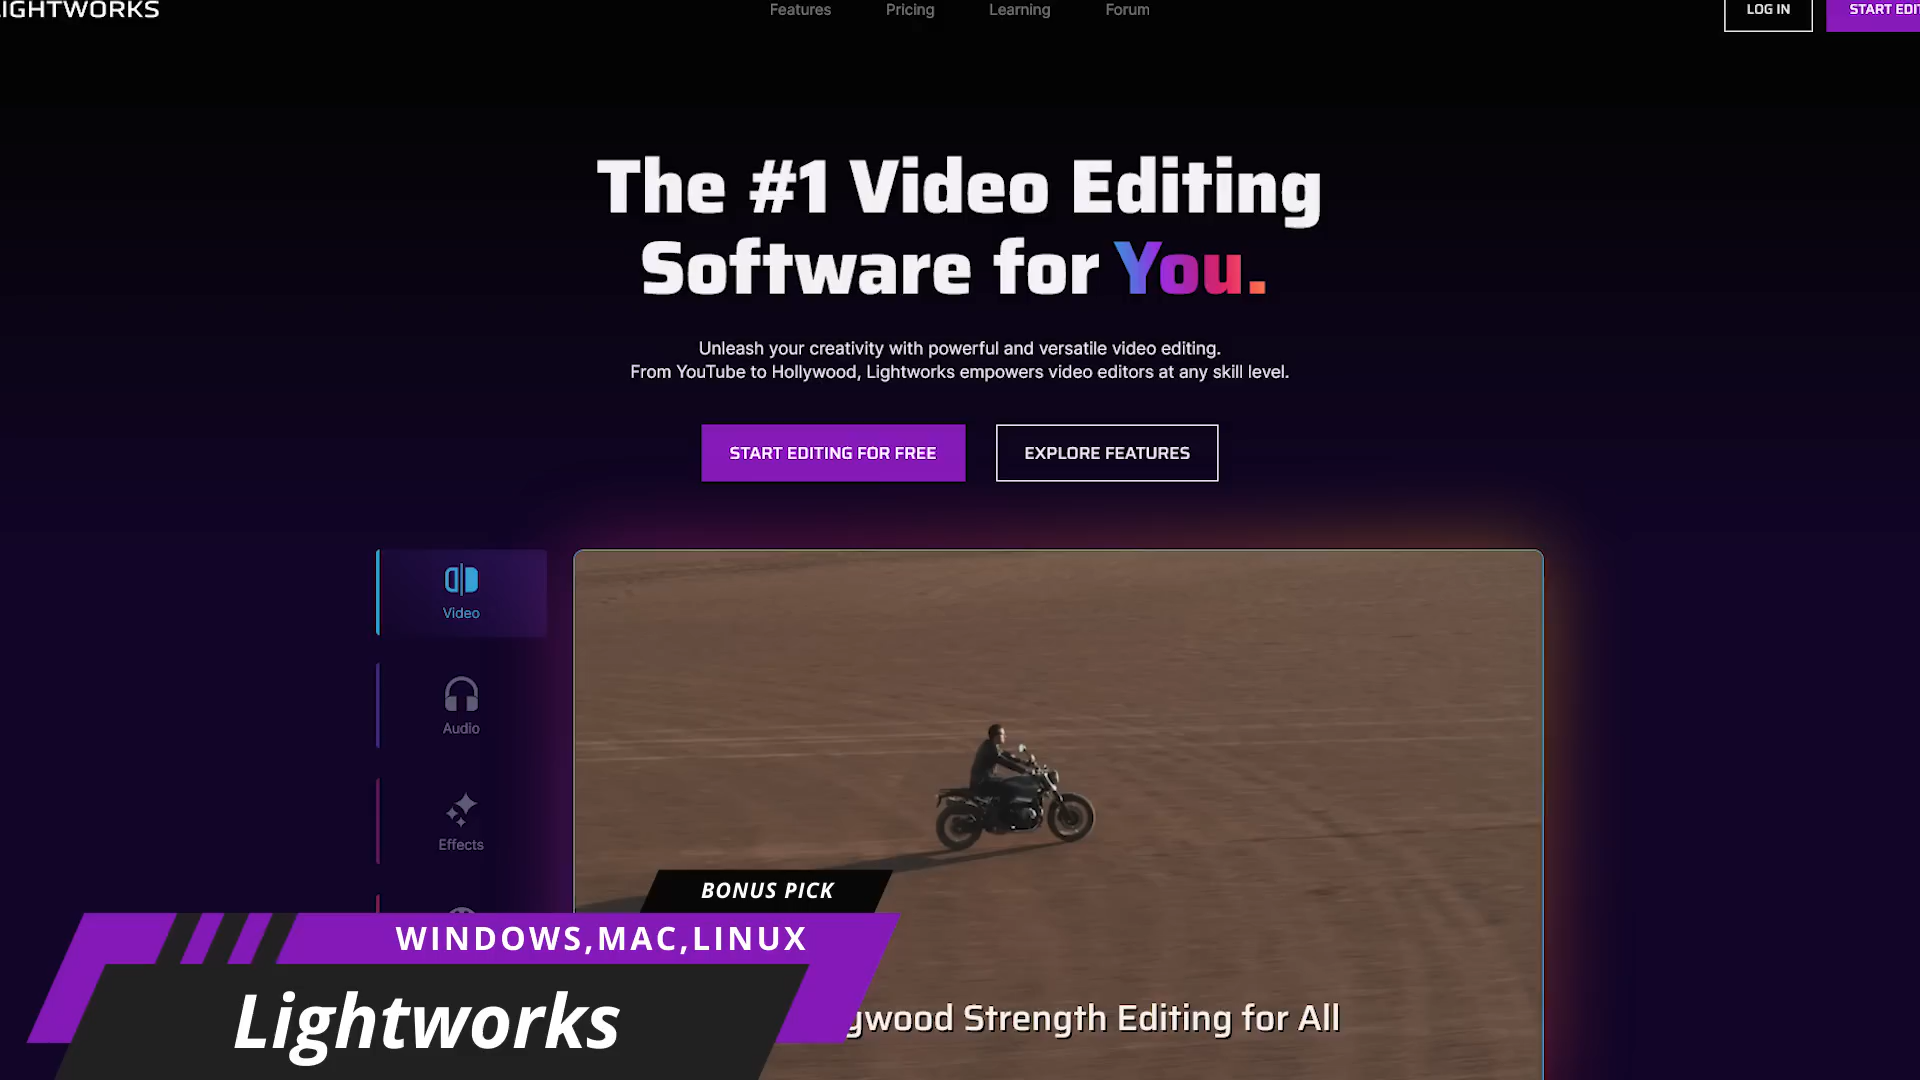 LIGHTWORKS
Features
Pricing
Learning
Forum
LOG IN
START EDI
The #1 Video Editing
Software for You.
Unleash your creativity with powerful and versatile video editing.
From YouTube to Hollywood, Lightworks empowers video editors at any skill level.
START EDITING FOR FREE
EXPLORE FEATURES
Video
Audio
Effects
BONUS PICK
WINDOWS,MAC,LINUX
Lightworks
gwood Strength Editing for All